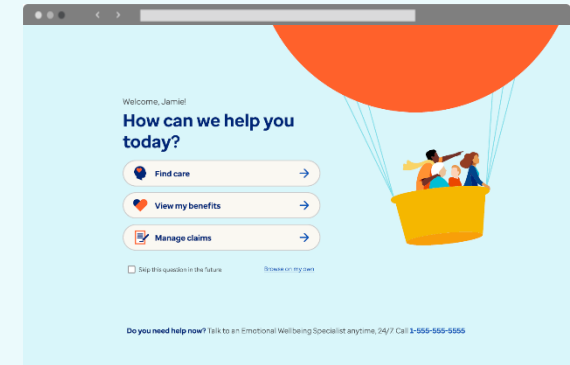 Welcome, Jamie!
How can we help you
today?
Find care
View my benefits
Manage claims
Skip this question in the future
Browse on my own
Do you need help now? Talk to an Emotional Wellbeing Specialist anytime, 24/7. Call 1-555-555-5555